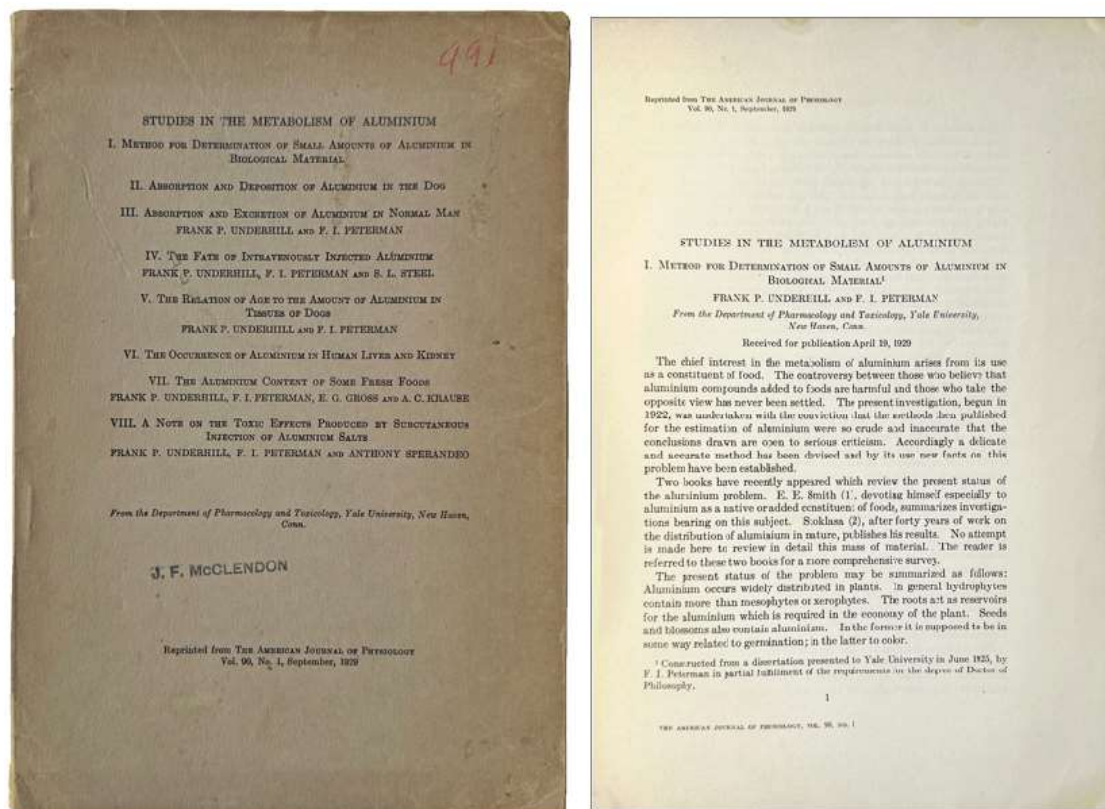 991
STUDIES IN THE METABOLISM OF ALUMINIUM
I. METHOD FOR DETERMINATION OF SMALL AMOUNTS OF ALUMINIUM IN
BIOLOGICAL MATERIAL
II. ABSORPTION AND DEPOSITION OF ALUMINIUM IN THE DOG
III. ABSORPTION AND EXCRETION OF ALUMINIUM IN NORMAL MAN
FRANK P. UNDERHILL AND F. I. PETERMAN
IV. THE FATE OF INTRAVENOUSLY INJECTED ALUMINIUM
FRANK P. UNDERHILL, F. I. PETERMAN AND S. L. STEEL
V. THE RELATION OF AGE TO THE AMOUNT OF ALUMINIUM IN
TISSUES OF DOGS
FRANK P. UNDERHILL AND F. I. PETERMAN
VI. THE OCCURRENCE OF ALUMINIUM IN HUMAN LIVER AND KIDNEY
VII. THE ALUMINIUM CONTENT OF SOME FRESH FOODS
FRANK P. UNDERHILL, F. I. PETERMAN, E. G. GROSS AND A. C. KRAUSE
VIII. A NOTE ON THE TOXIC EFFECTS PRODUCED BY SUBCUTANEOUS
INJECTION OF ALUMINIUM SALTS
FRANK P. UNDERHILL, F. I. PETERMAN AND ANTHONY SPERANDEO
From the Department of Pharmacology and Toxicology, Yale University, New Haven,
Conn.
J. F. McCLENDON
Reprinted from THE AMERICAN JOURNAL OF PHYSIOLOGY
Vol. 90, No. 1, September, 1929
Reprinted from THE AMERICAN JOURNAL OF PHYSIOLOGY
Vol. 90, No. 1, September, 1929
STUDIES IN THE METABOLISM OF ALUMINIUM
I. METHOD FOR DETERMINATION OF SMALL AMOUNTS OF ALUMINIUM IN
BIOLOGICAL MATERIAL¹
FRANK P. UNDERHILL AND F. I. PETERMAN
From the Department of Pharmacology and Toxicology, Yale University,
New Haven, Conn.
Received for publication April 19, 1929
The chief interest in the metabolism of aluminium arises from its use
as a constituent of food. The controversy between those who believe that
aluminium compounds added to foods are harmful and those who take the
opposite view has never been settled. The present investigation, begun in
1922, was undertaken with the conviction that the methods then published
for the estimation of aluminium were so crude and inaccurate that the
conclusions drawn are open to serious criticism. Accordingly a delicate
and accurate method has been devised and by its use new facts on this
problem have been established.
Two books have recently appeared which review the present status of
the aluminium problem. E. E. Smith (1), devoting himself especially to
aluminium as a native or added constituent of foods, summarizes investiga-
tions bearing on this subject. Stoklasa (2), after forty years of work on
the distribution of aluminium in nature, publishes his results. No attempt
is made here to review in detail this mass of material. The reader is
referred to these two books for a more comprehensive survey.
The present status of the problem may be summarized as follows:
Aluminium occurs widely distributed in plants. In general hydrophytes
contain more than mesophytes or xerophytes. The roots act as reservoirs
for the aluminium which is required in the economy of the plant. Seeds
and blossoms also contain aluminium. In the former it is supposed to be in
some way related to germination; in the latter to color.
¹ Constructed from a dissertation presented to Yale University in June 1925, by
F. I. Peterman in partial fulfilment of the requirements for the degree of Doctor of
Philosophy.
1
THE AMERICAN JOURNAL OF PHYSIOLOGY, VOL. 90, NO. 1